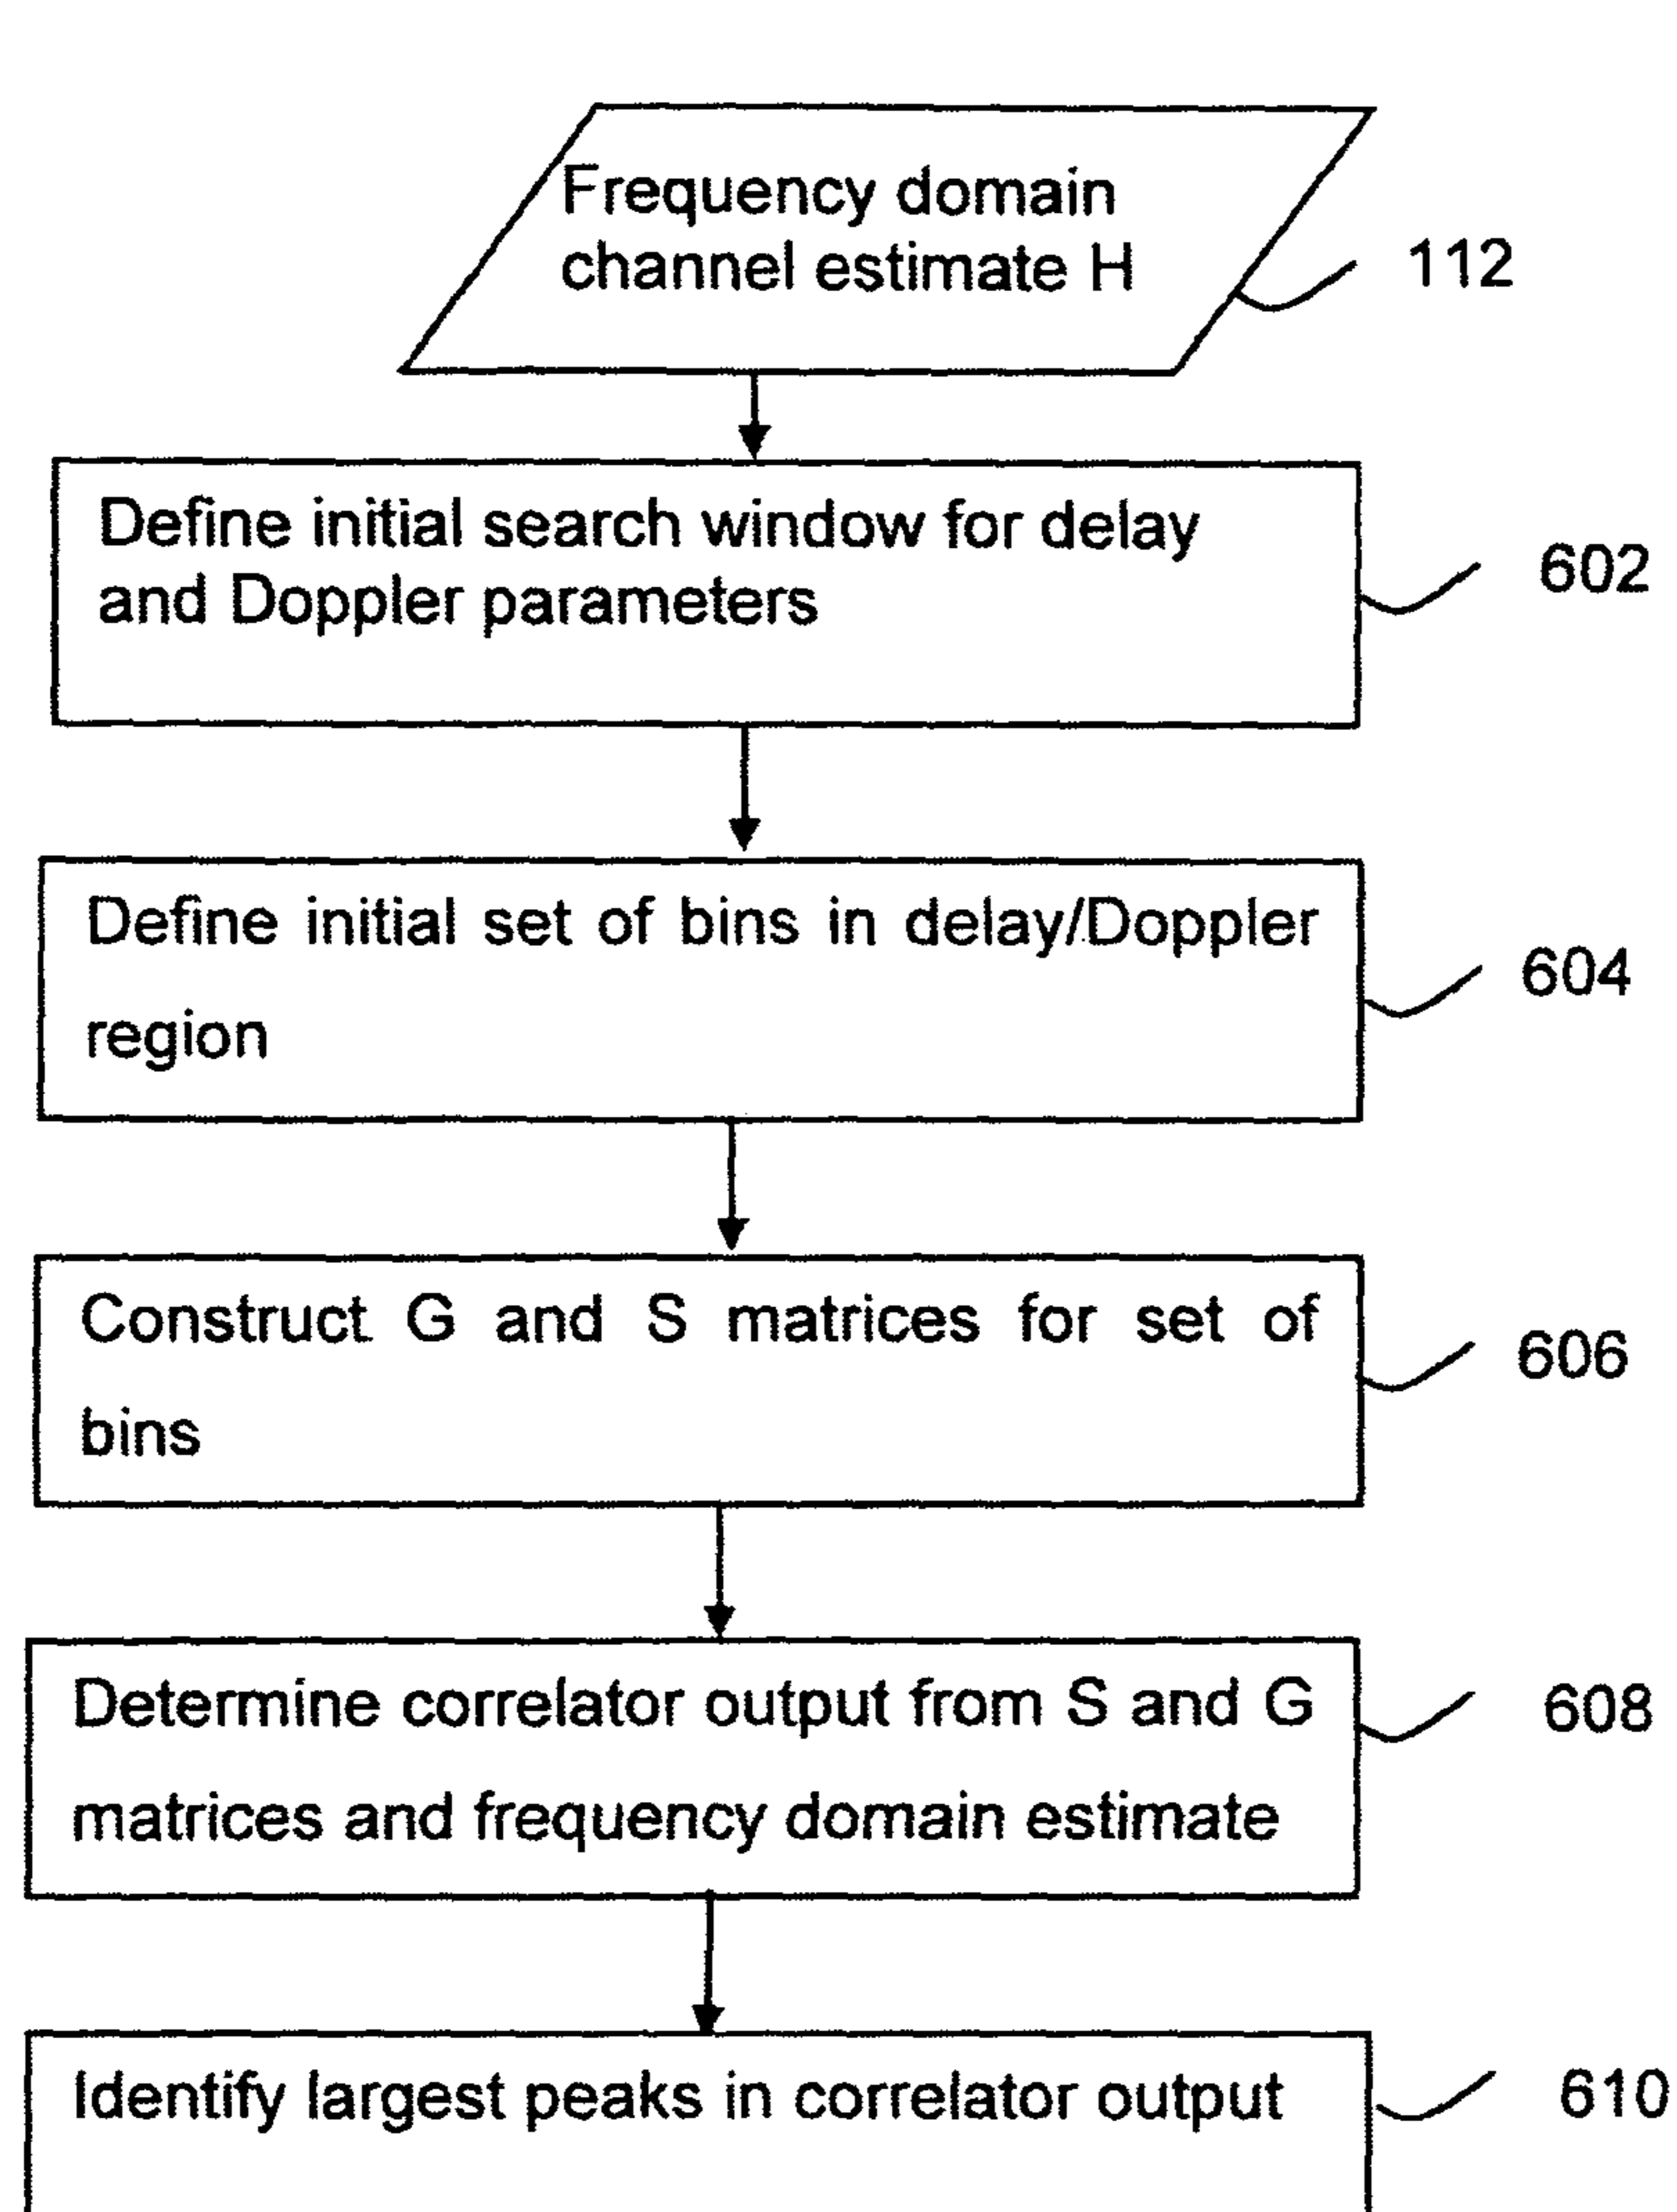 Frequency domain
channel estimate H
112
Define initial search window for delay
and Doppler parameters
602
Define initial set of bins in delay/Doppler
region
604
Construct G and S matrices for set of
bins
606
Determine correlator output from S and G
matrices and frequency domain estimate
608
Identify largest peaks in correlator output
610